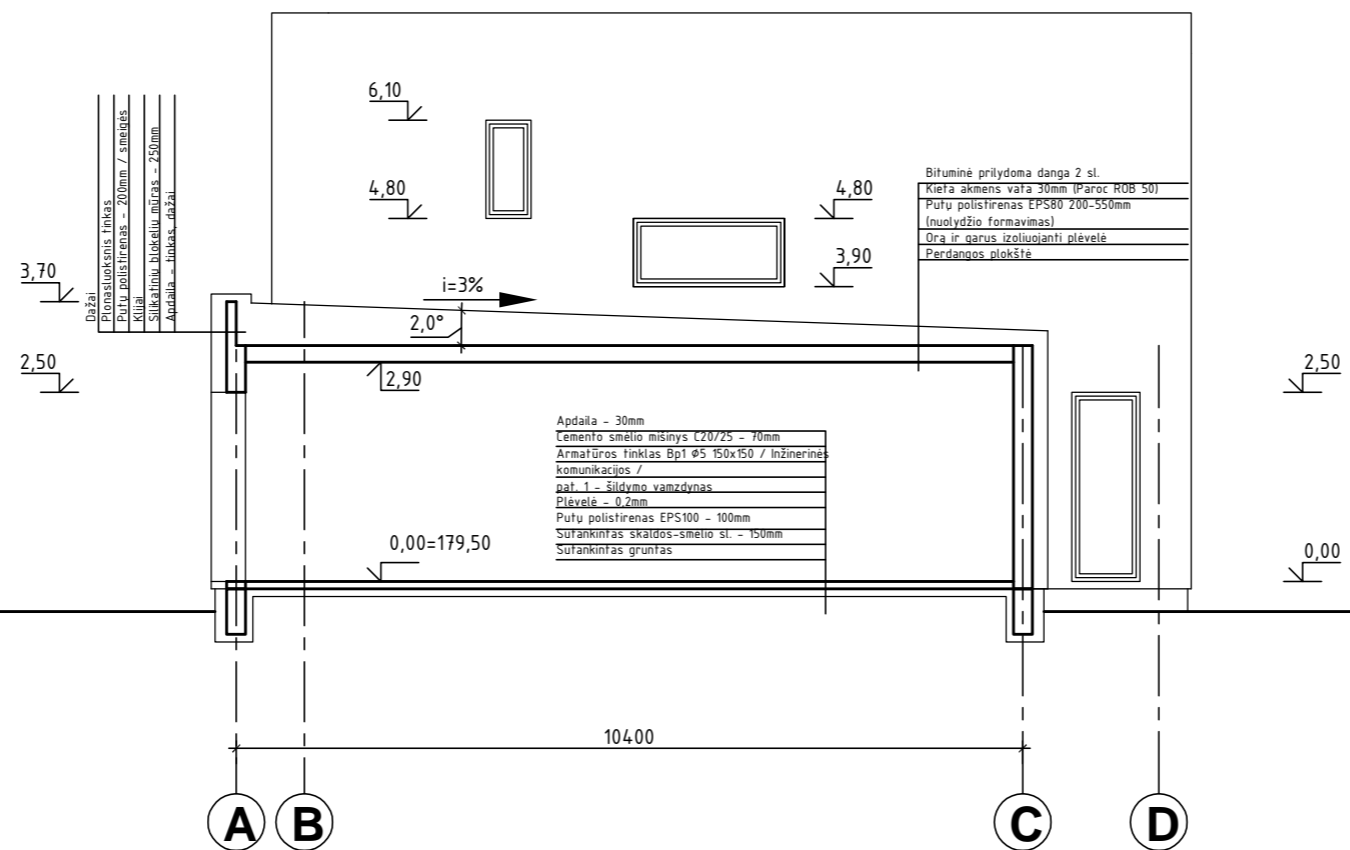 6,10
4,80
4,80
3,90
3,70
2,50
i=3%
2,0°
2,90
2,50
0,00
0,00=179,50
Dažai
Plonasluoksnis tinkas
Putų polistirenas - 200mm / smeigės
Klijai
Silikatinių blokelių mūras - 250mm
Apdaila - tinkas, dažai
Bituminė prilydoma danga 2 sl.
Kieta akmens vata 30mm (Paroc ROB 50)
Putų polistirenas EPS80 200-550mm
(nuolydžio formavimas)
Orą ir garus izoliuojanti plėvelė
Perdangos plokštė
Apdaila - 30mm
Cemento smėlio mišinys C20/25 - 70mm
Armatūros tinklas Bp1 Ø5 150x150 / Inžinerinės
komunikacijos /
pat. 1 - šildymo vamzdynas
Plėvelė - 0,2mm
Putų polistirenas EPS100 - 100mm
Sutankintas skaldos-smėlio sl. - 150mm
Sutankintas gruntas
10400
A B C D